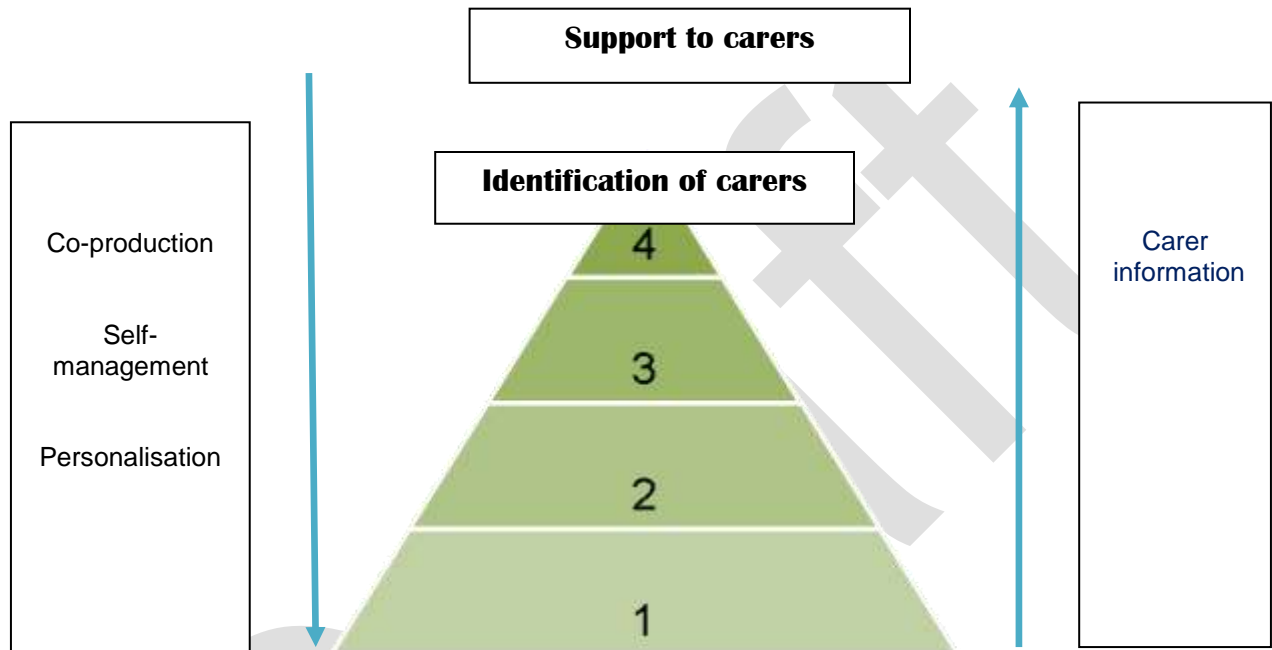 Support to carers
Identification of carers
Co-production
Self-
management
Personalisation
4
3
2
1
Carer
information